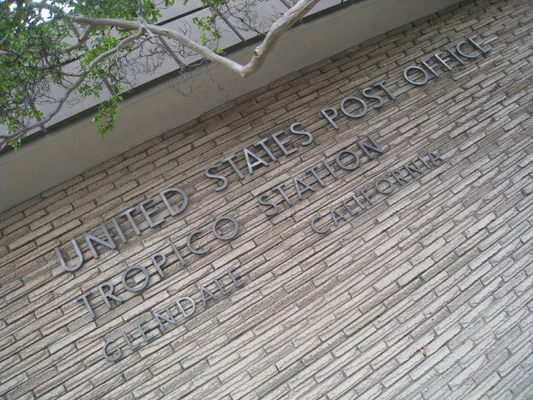 UNITED STATES POST OFFICE
TROPICO STATION
GLENDALE CALIFORNIA